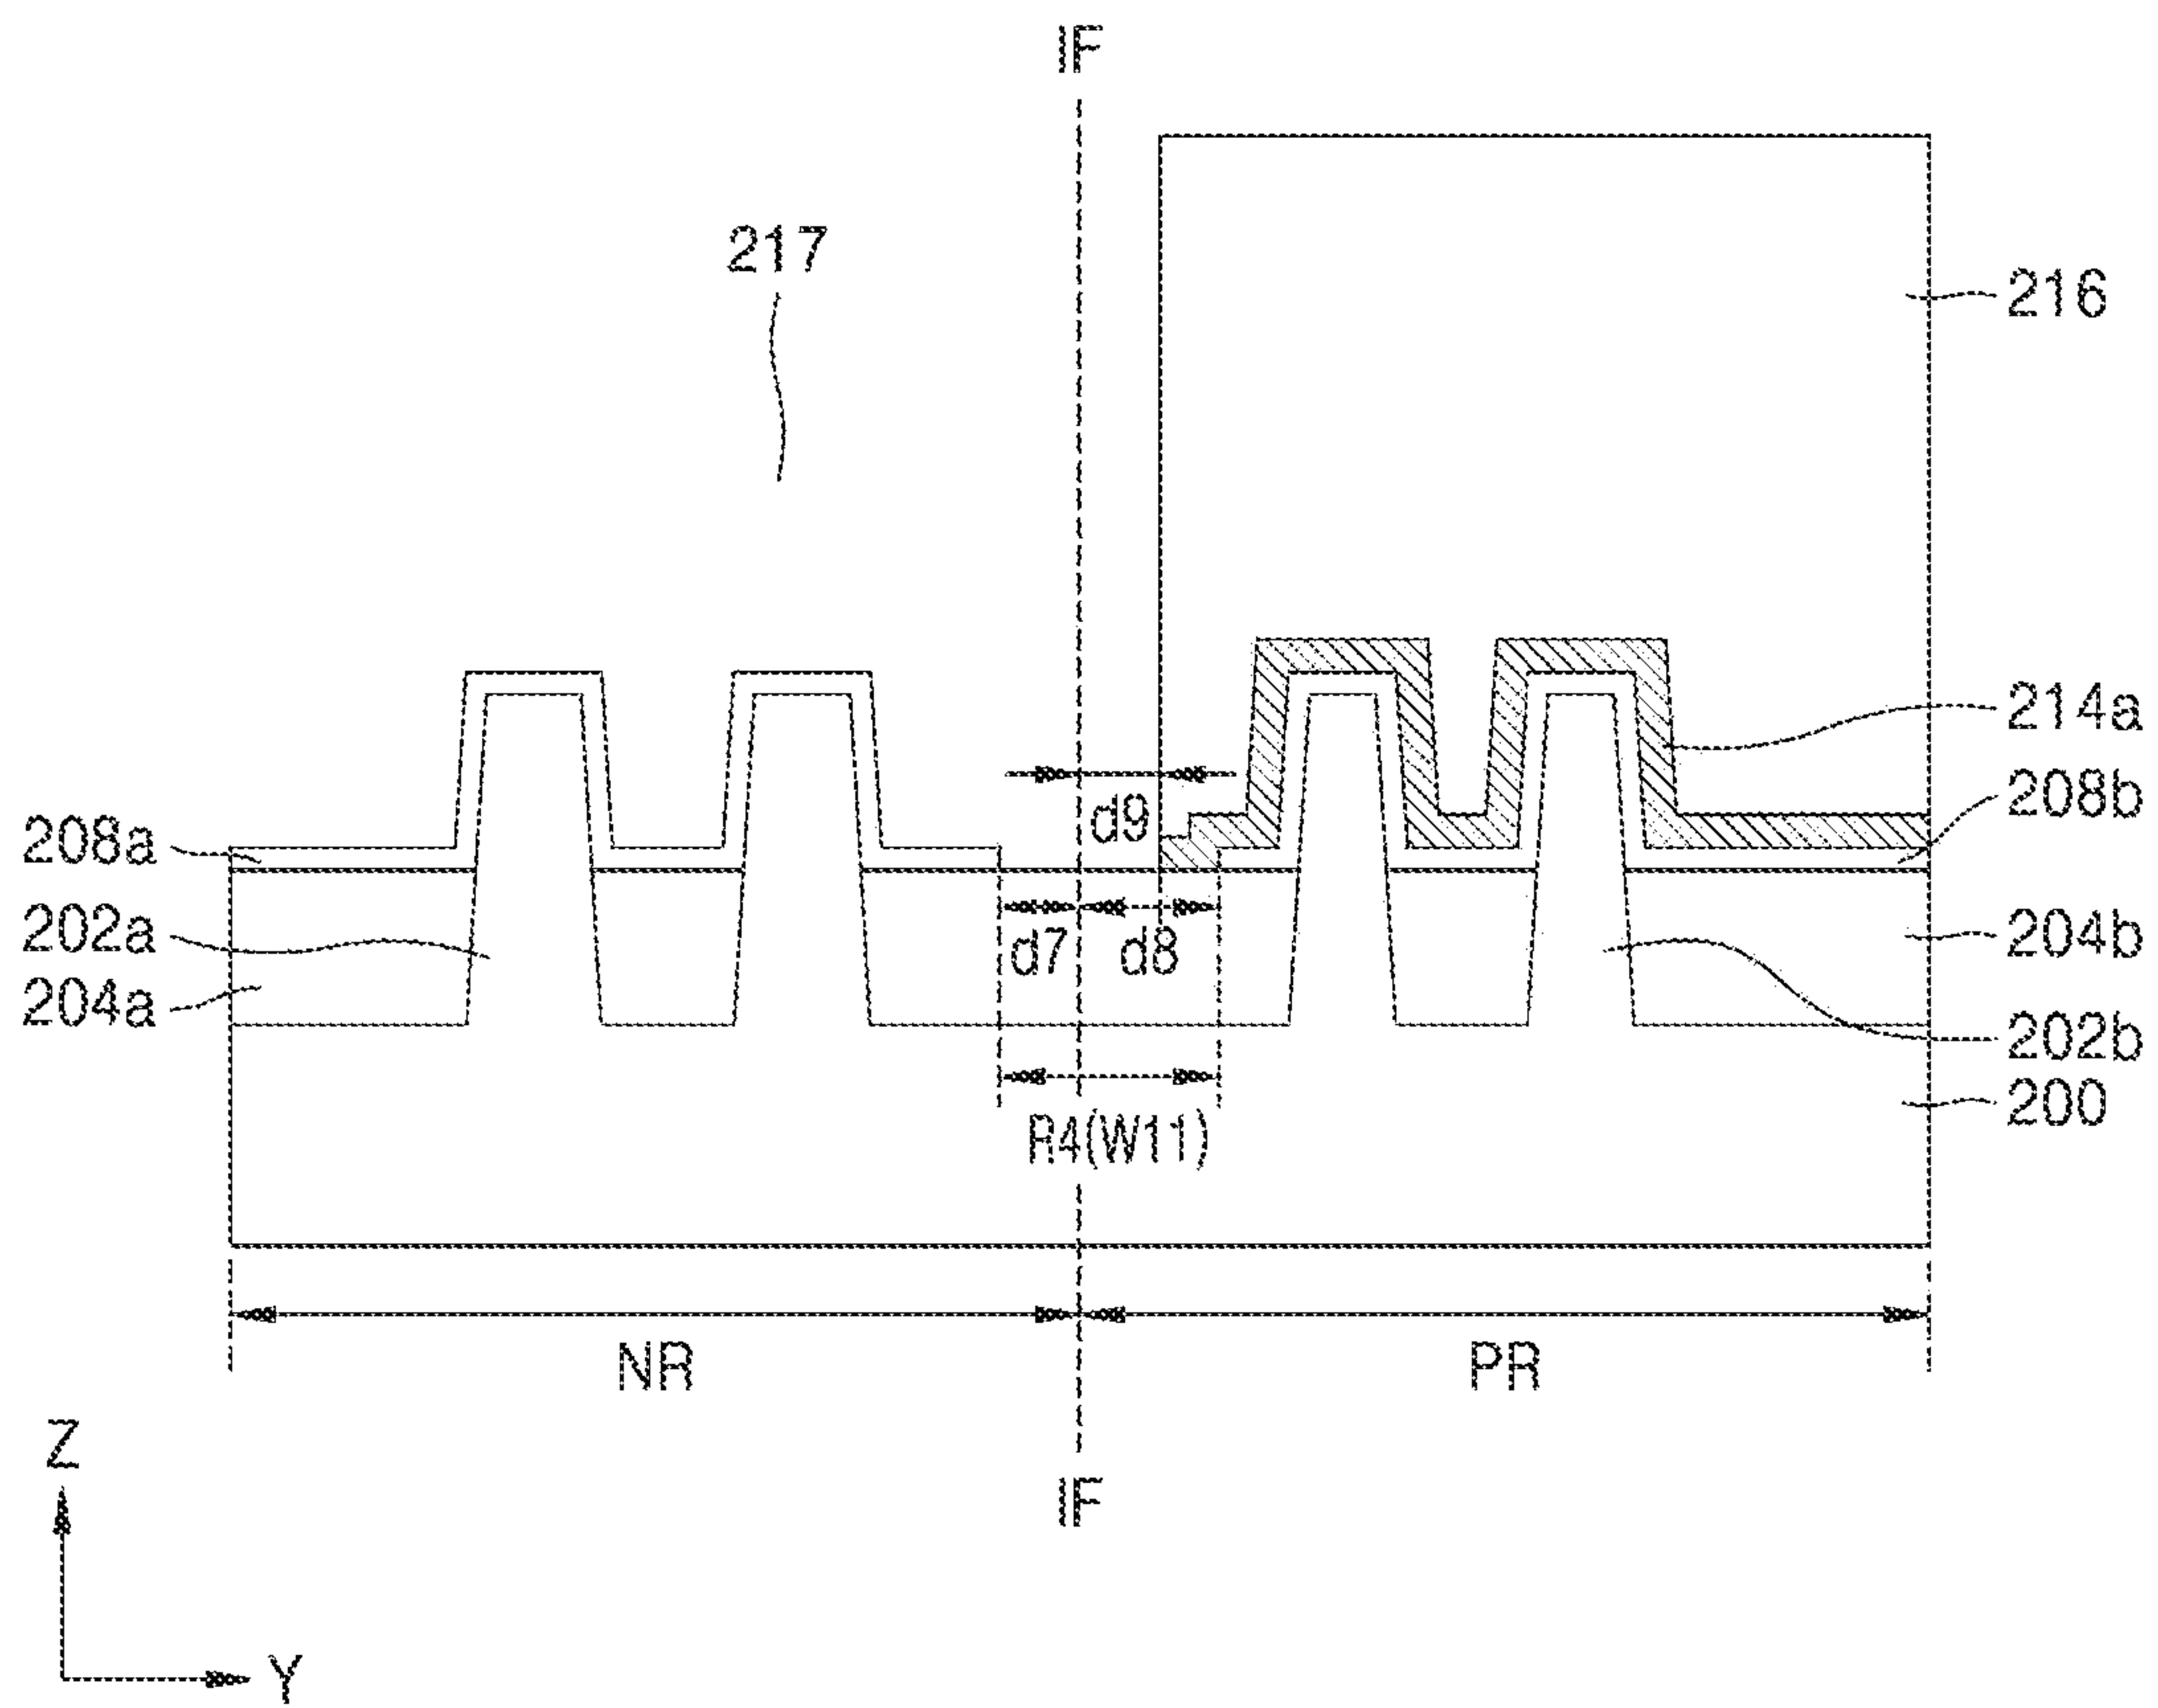 IF
217
216
214a
208b
d9
208a
202a
204a
d7
d8
204b
202b
200
R4(W11)
NR
PR
Z
IF
Y